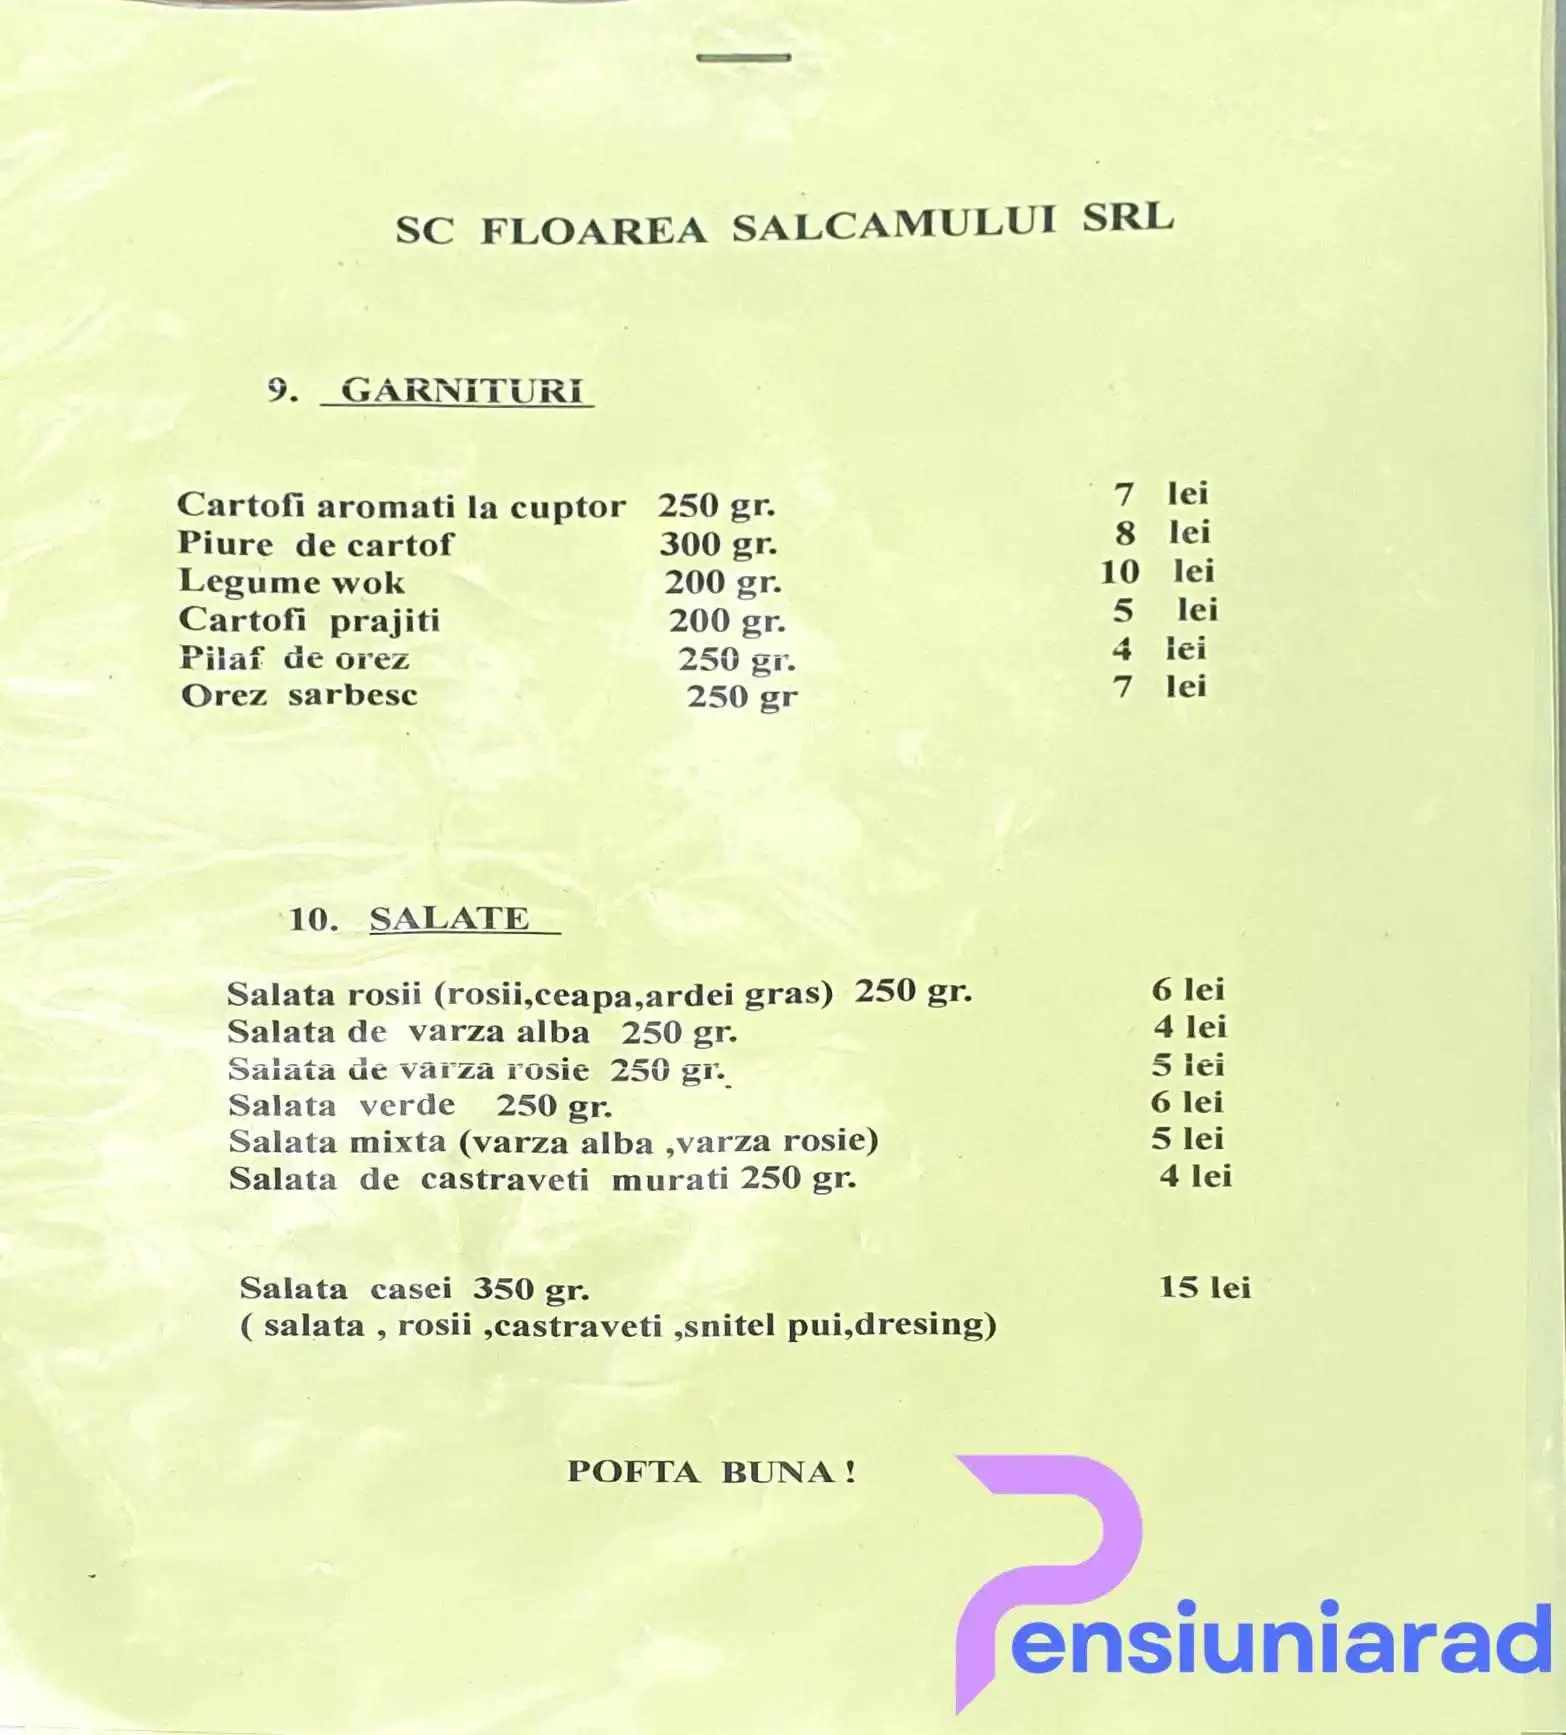 SC FLOAREA SALCAMULUI SRL
9. GARNITURI
Cartofi aromati la cuptor 250 gr. 7 lei
Piure de cartof 300 gr. 8 lei
Legume wok 200 gr. 10 lei
Cartofi prajiti 200 gr. 5 lei
Pilaf de orez 250 gr. 4 lei
Orez sarbesc 250 gr 7 lei
10. SALATE
Salata rosii (rosii,ceapa,ardei gras) 250 gr. 6 lei
Salata de varza alba 250 gr. 4 lei
Salata de varza rosie 250 gr. 5 lei
Salata verde 250 gr. 6 lei
Salata mixta (varza alba ,varza rosie) 5 lei
Salata de castraveti murati 250 gr. 4 lei
Salata casei 350 gr. 15 lei
( salata , rosii ,castraveti ,snitel pui,dresing)
POFTA BUNA !
Pensiuniarad